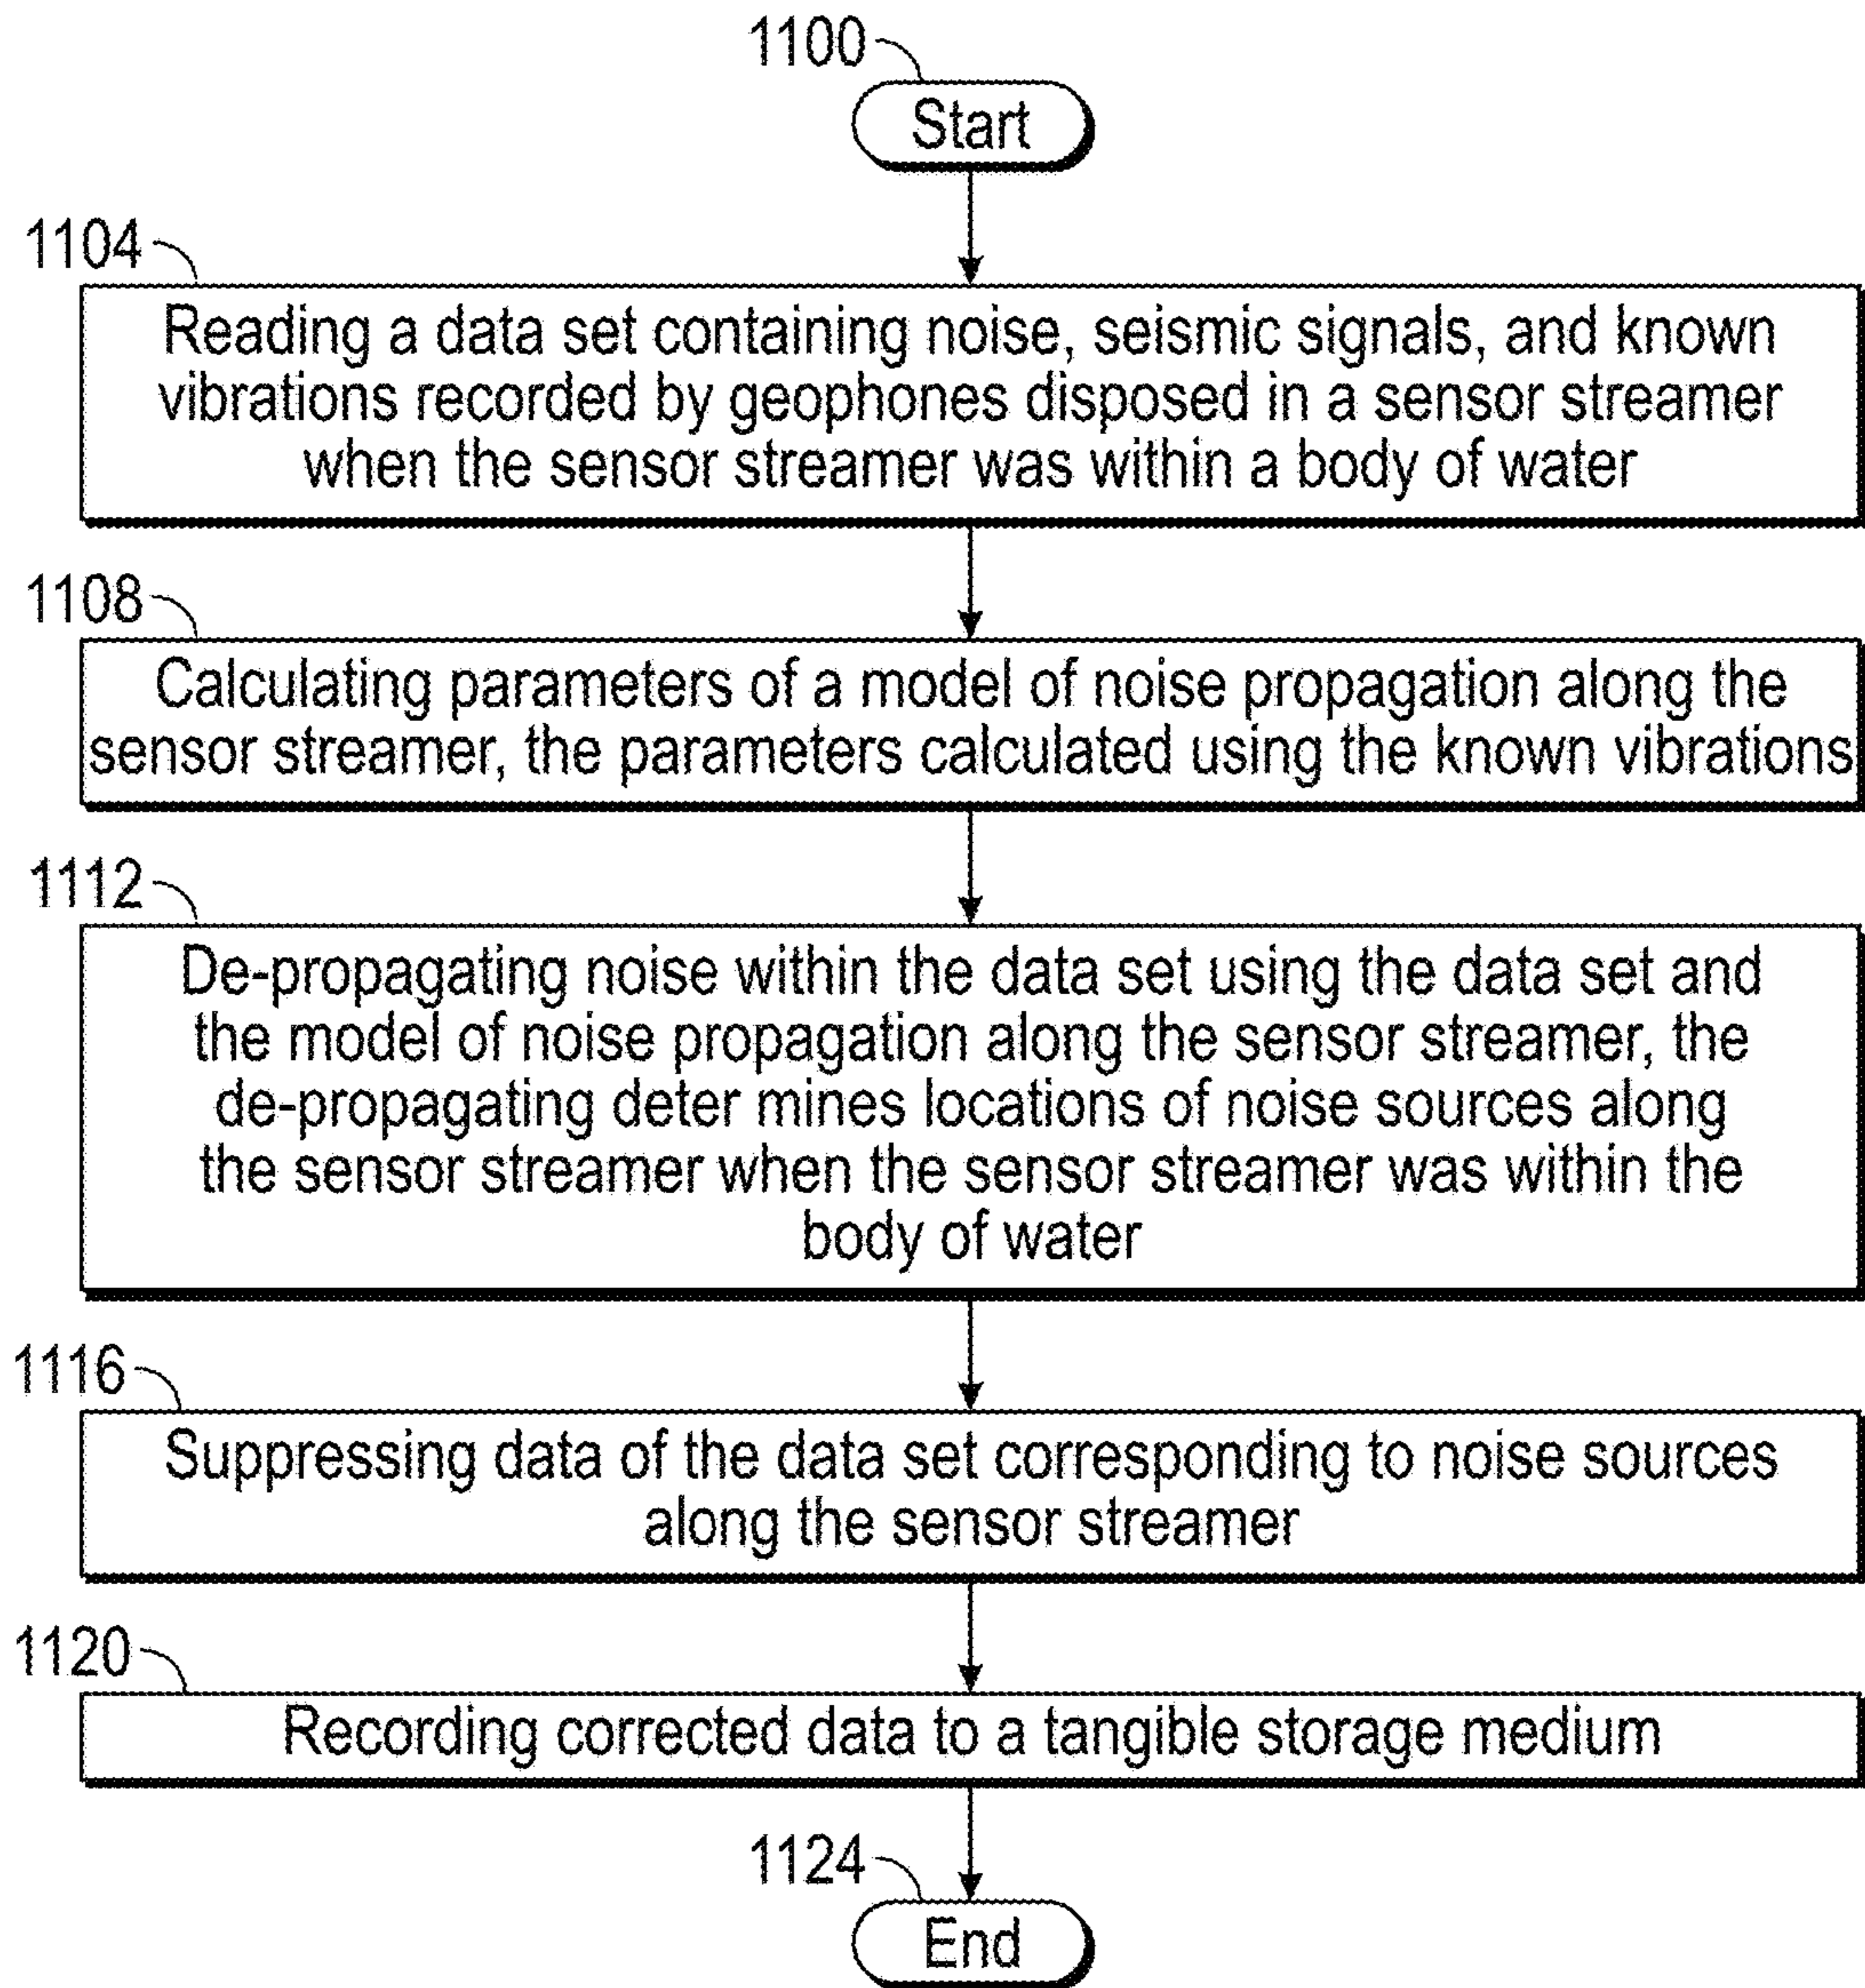 1100
Start
1104
Reading a data set containing noise, seismic signals, and known
vibrations recorded by geophones disposed in a sensor streamer
when the sensor streamer was within a body of water
1108
Calculating parameters of a model of noise propagation along the
sensor streamer, the parameters calculated using the known vibrations
1112
De-propagating noise within the data set using the data set and
the model of noise propagation along the sensor streamer, the
de-propagating deter mines locations of noise sources along
the sensor streamer when the sensor streamer was within the
body of water
1116
Suppressing data of the data set corresponding to noise sources
along the sensor streamer
1120
Recording corrected data to a tangible storage medium
1124
End